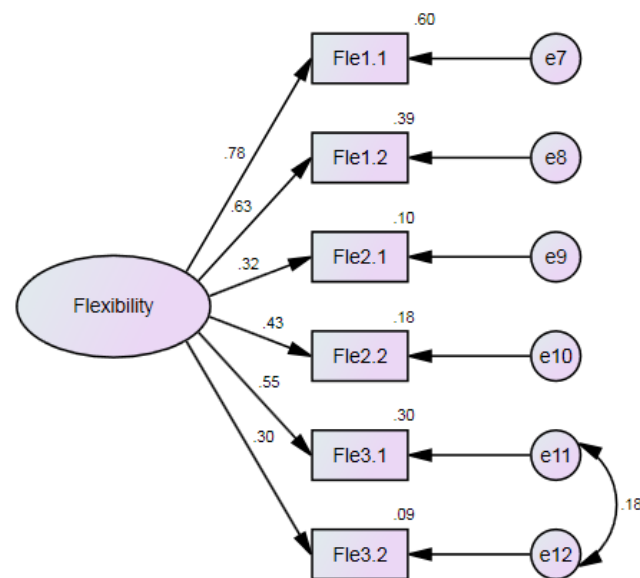 .60
Fle1.1
e7
.78
.39
Fle1.2
e8
.63
.10
Fle2.1
e9
.32
Flexibility
.18
Fle2.2
e10
.43
.55
.30
Fle3.1
e11
.30
.18
.09
Fle3.2
e12